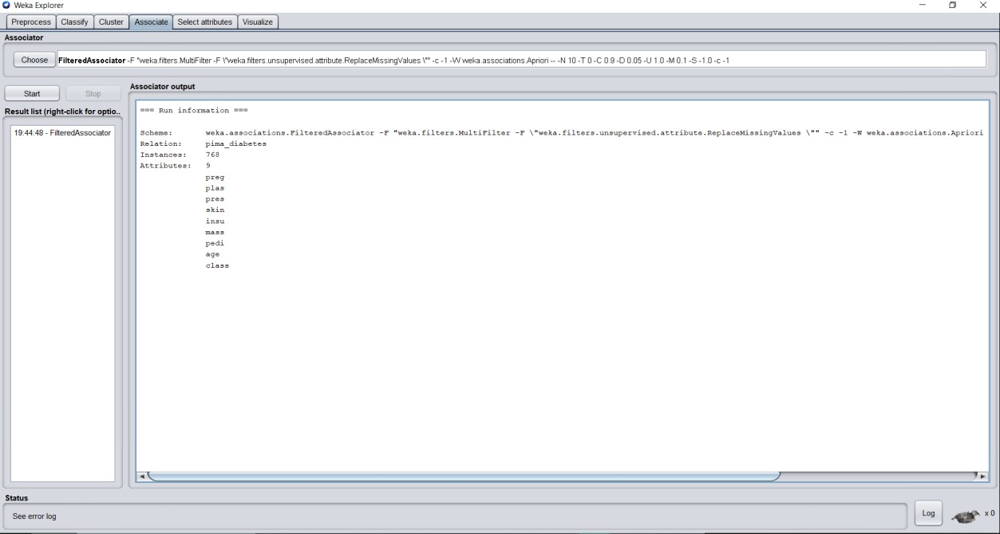 Weka Explorer
Preprocess Classify Cluster Associate Select attributes Visualize
Associator
Choose FilteredAssociator -F "weka.filters.MultiFilter -F \"weka.filters.unsupervised.attribute.ReplaceMissingValues \"" -c -1 -W weka.associations.Apriori -- -N 10 -T 0 -C 0.9 -D 0.05 -U 1.0 -M 0.1 -S -1.0 -c -1
Start Stop
Result list (right-click for optio..
19:44:48 - FilteredAssociator
Associator output
=== Run information ===
Scheme: weka.associations.FilteredAssociator -F "weka.filters.MultiFilter -F \"weka.filters.unsupervised.attribute.ReplaceMissingValues \"" -c -1 -W weka.associations.Apriori
Relation: pima_diabetes
Instances: 768
Attributes: 9
preg
plas
pres
skin
insu
mass
pedi
age
class
Status
See error log
Log x 0